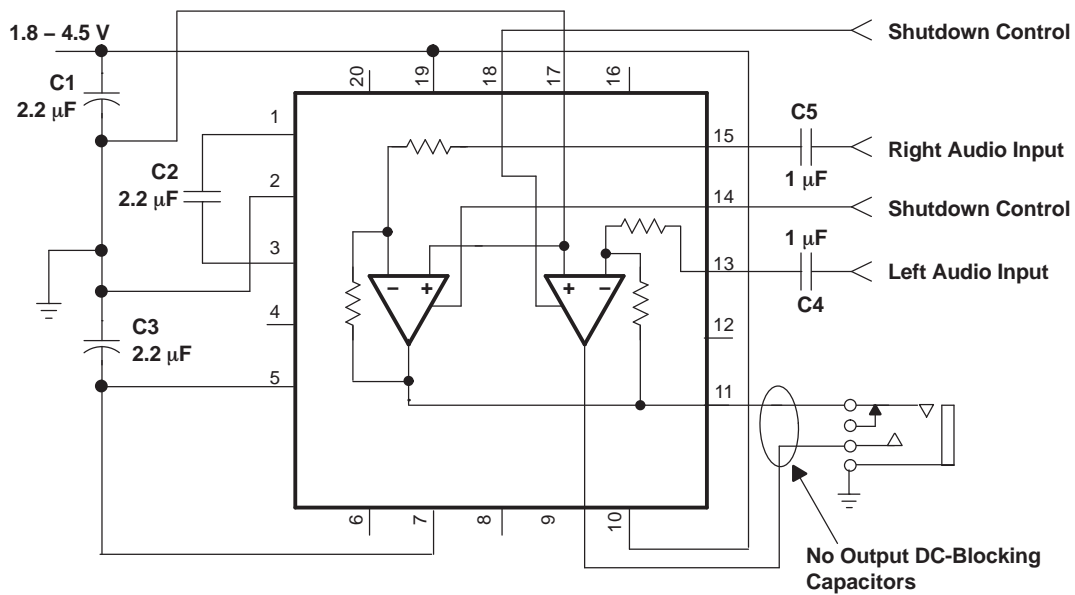 1.8 – 4.5 V
Shutdown Control
20
19
18
17
16
C1
2.2 μF
1
15
C5
1 μF
Right Audio Input
C2
2.2 μF
2
14
Shutdown Control
3
13
1 μF
C4
Left Audio Input
– +
+ –
4
12
C3
2.2 μF
5
11
6
7
8
9
10
No Output DC-Blocking
Capacitors